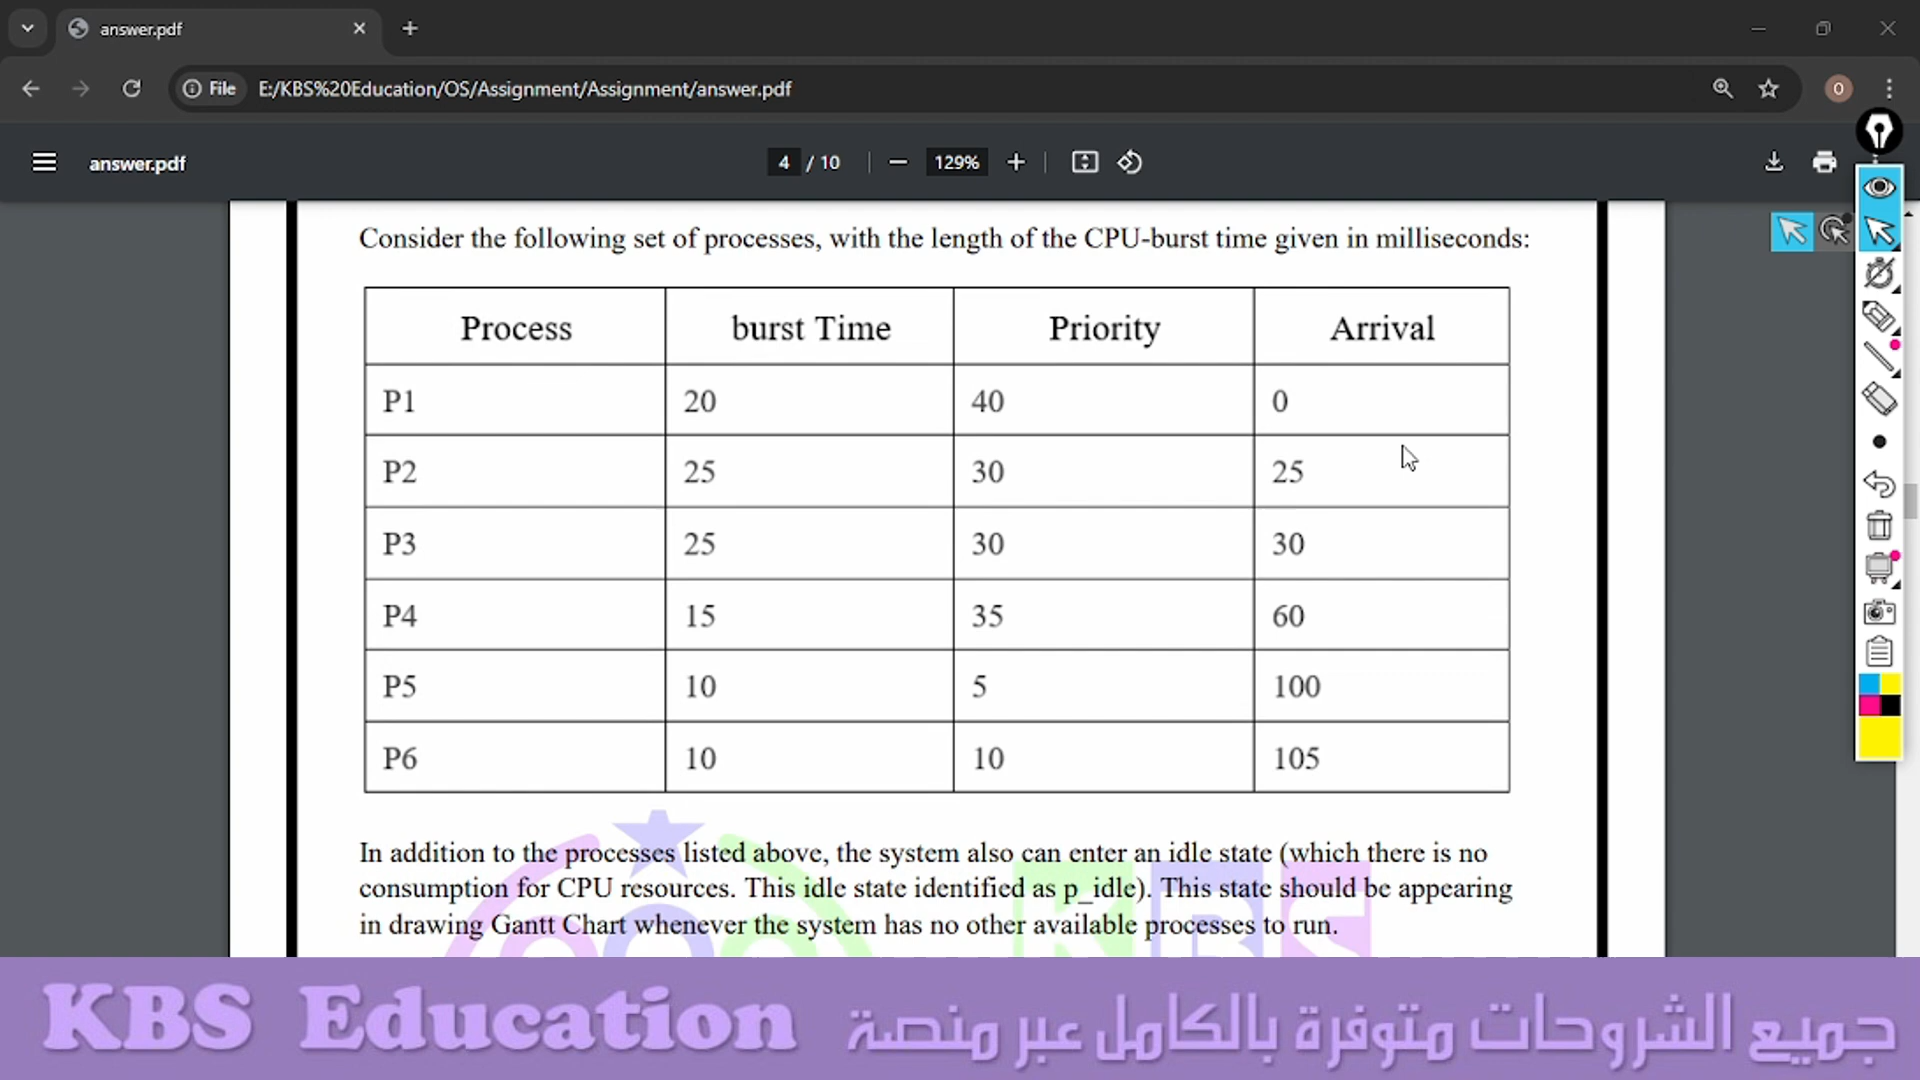 answer.pdf
File E:/KBS%20Education/OS/Assignment/Assignment/answer.pdf
O
answer.pdf 4 / 10 129%
Consider the following set of processes, with the length of the CPU-burst time given in milliseconds:
Process burst Time Priority Arrival
P1 20 40 0
P2 25 30 25
P3 25 30 30
P4 15 35 60
P5 10 5 100
P6 10 10 105
In addition to the processes listed above, the system also can enter an idle state (which there is no
consumption for CPU resources. This idle state identified as p_idle). This state should be appearing
in drawing Gantt Chart whenever the system has no other available processes to run.
KBS
KBS Education جميع الشروحات متوفرة بالكامل عبر منصة